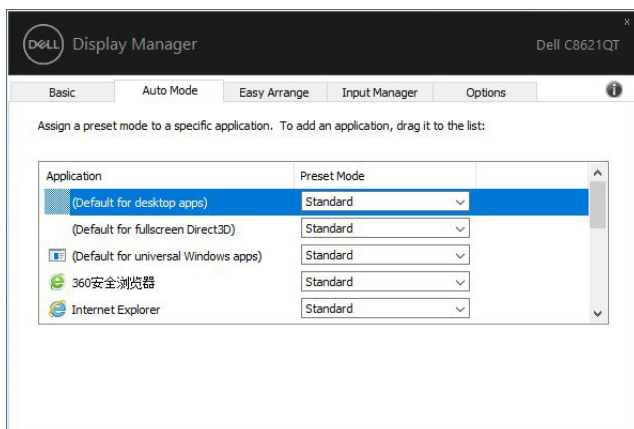 DELL Display Manager
Dell C8621QT
x
Basic Auto Mode Easy Arrange Input Manager Options
Assign a preset mode to a specific application. To add an application, drag it to the list:
Application Preset Mode
(Default for desktop apps) Standard
(Default for fullscreen Direct3D) Standard
(Default for universal Windows apps) Standard
360安全浏览器 Standard
Internet Explorer Standard